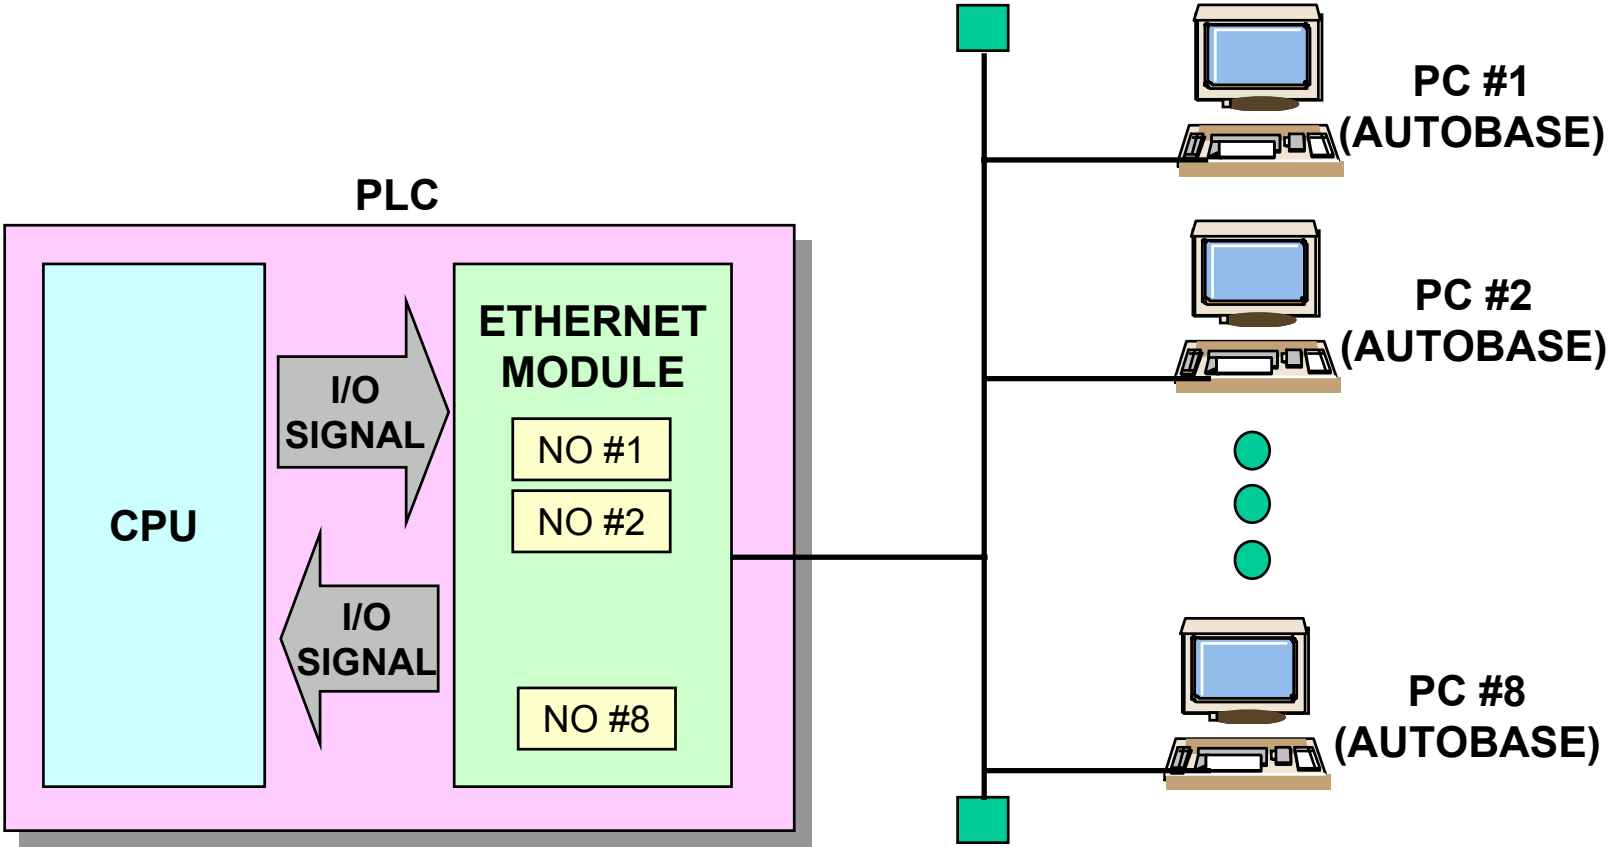 PLC
CPU
I/O
SIGNAL
I/O
SIGNAL
ETHERNET
MODULE
NO #1
NO #2
NO #8
PC #1
(AUTOBASE)
PC #2
(AUTOBASE)
PC #8
(AUTOBASE)